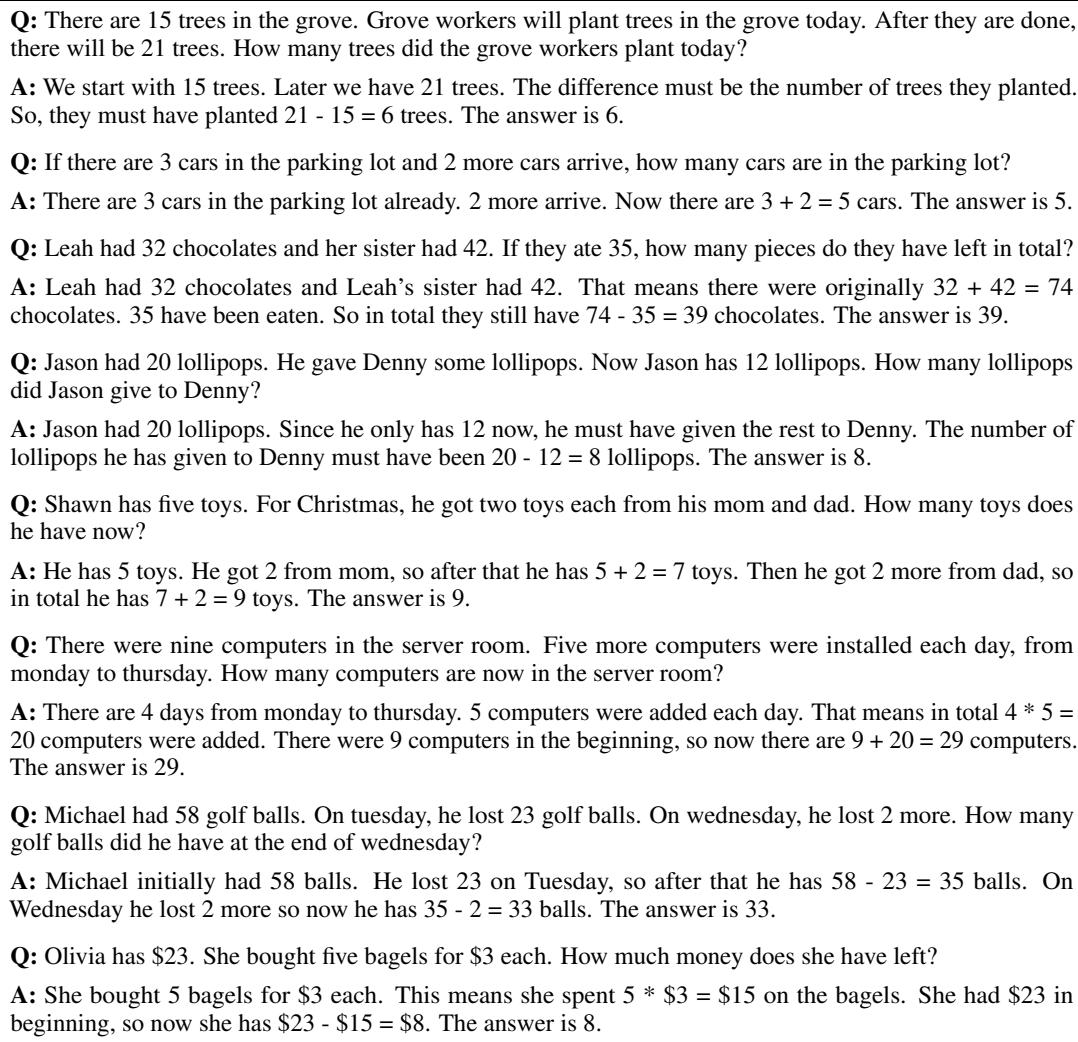 Q: There are 15 trees in the grove. Grove workers will plant trees in the grove today. After they are done,
there will be 21 trees. How many trees did the grove workers plant today?
A: We start with 15 trees. Later we have 21 trees. The difference must be the number of trees they planted.
So, they must have planted 21 - 15 = 6 trees. The answer is 6.
Q: If there are 3 cars in the parking lot and 2 more cars arrive, how many cars are in the parking lot?
A: There are 3 cars in the parking lot already. 2 more arrive. Now there are 3 + 2 = 5 cars. The answer is 5.
Q: Leah had 32 chocolates and her sister had 42. If they ate 35, how many pieces do they have left in total?
A: Leah had 32 chocolates and Leah's sister had 42. That means there were originally 32 + 42 = 74
chocolates. 35 have been eaten. So in total they still have 74 - 35 = 39 chocolates. The answer is 39.
Q: Jason had 20 lollipops. He gave Denny some lollipops. Now Jason has 12 lollipops. How many lollipops
did Jason give to Denny?
A: Jason had 20 lollipops. Since he only has 12 now, he must have given the rest to Denny. The number of
lollipops he has given to Denny must have been 20 - 12 = 8 lollipops. The answer is 8.
Q: Shawn has five toys. For Christmas, he got two toys each from his mom and dad. How many toys does
he have now?
A: He has 5 toys. He got 2 from mom, so after that he has 5 + 2 = 7 toys. Then he got 2 more from dad, so
in total he has 7 + 2 = 9 toys. The answer is 9.
Q: There were nine computers in the server room. Five more computers were installed each day, from
monday to thursday. How many computers are now in the server room?
A: There are 4 days from monday to thursday. 5 computers were added each day. That means in total 4 * 5 =
20 computers were added. There were 9 computers in the beginning, so now there are 9 + 20 = 29 computers.
The answer is 29.
Q: Michael had 58 golf balls. On tuesday, he lost 23 golf balls. On wednesday, he lost 2 more. How many
golf balls did he have at the end of wednesday?
A: Michael initially had 58 balls. He lost 23 on Tuesday, so after that he has 58 - 23 = 35 balls. On
Wednesday he lost 2 more so now he has 35 - 2 = 33 balls. The answer is 33.
Q: Olivia has $23. She bought five bagels for $3 each. How much money does she have left?
A: She bought 5 bagels for $3 each. This means she spent 5 * $3 = $15 on the bagels. She had $23 in
beginning, so now she has $23 - $15 = $8. The answer is 8.